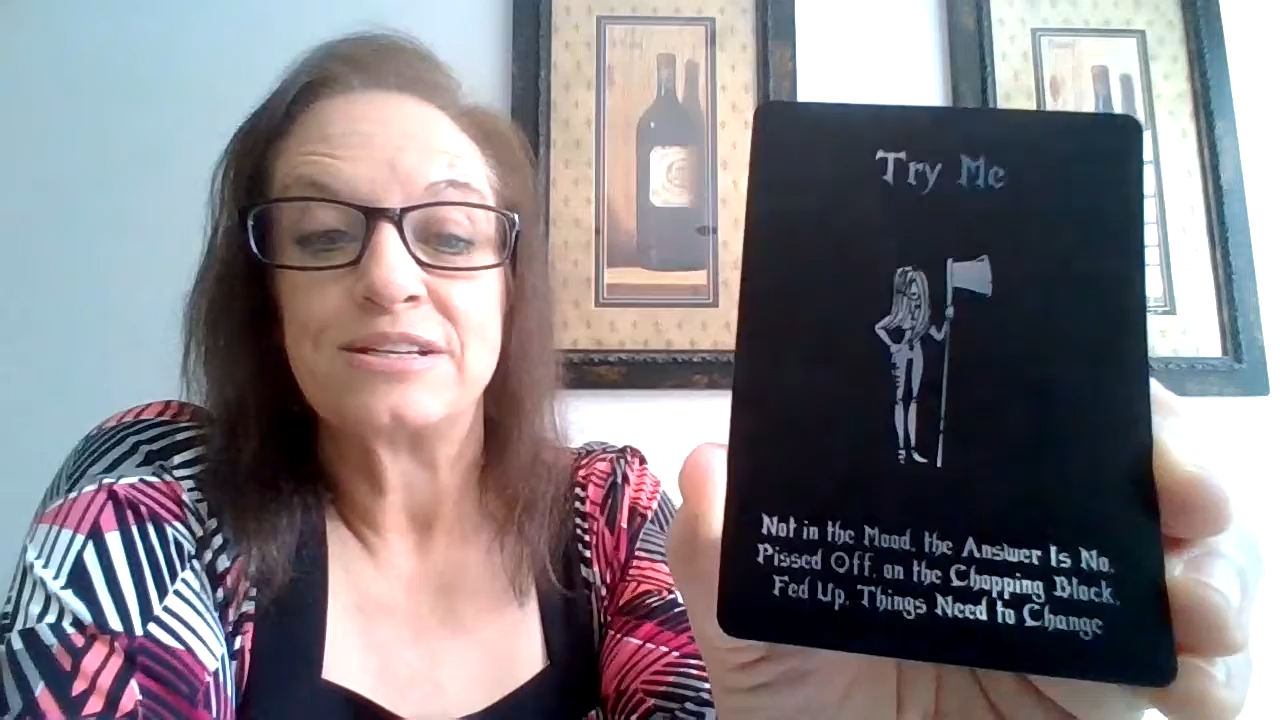 Try Me
Not in the Mood, the Answer Is No,
Pissed Off, on the Chopping Block,
Fed Up, Things Need to Change